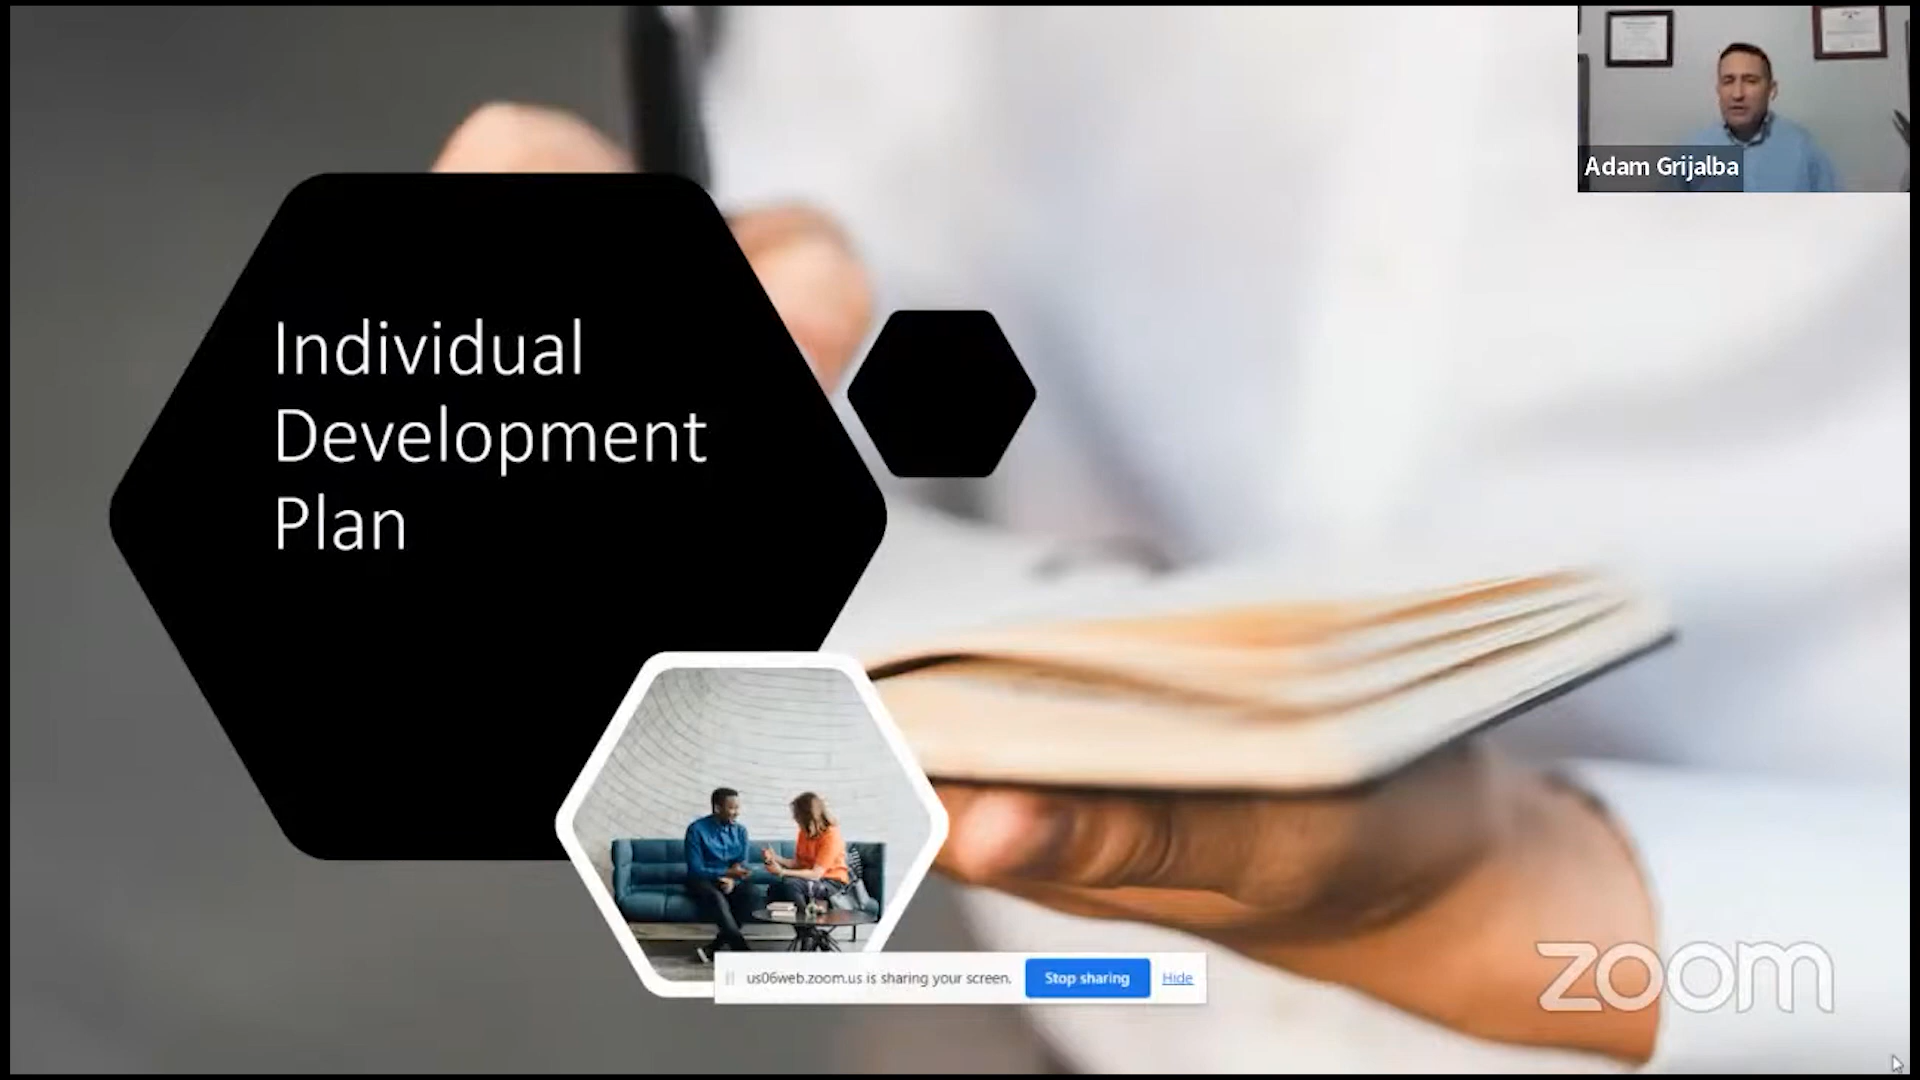 Adam Grijalba
Individual
Development
Plan
us06web.zoom.us is sharing your screen.
Stop sharing
Hide
zoom